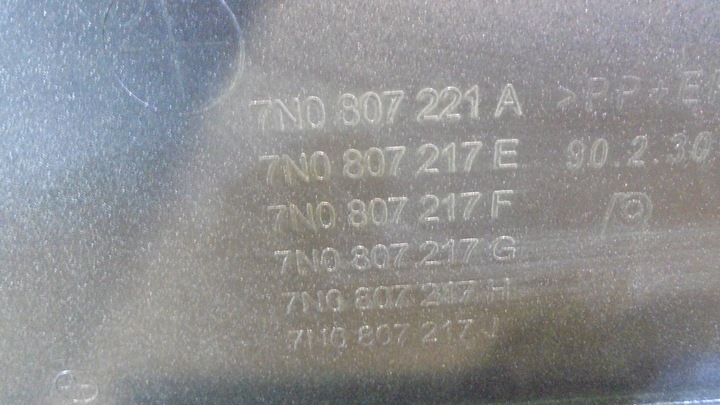 7N0 807 221 A >PP+E
7N0 807 217 E 90.2.30
7N0 807 217 F
7N0 807 217 G
7N0 807 217 H
7N0 807 217 J